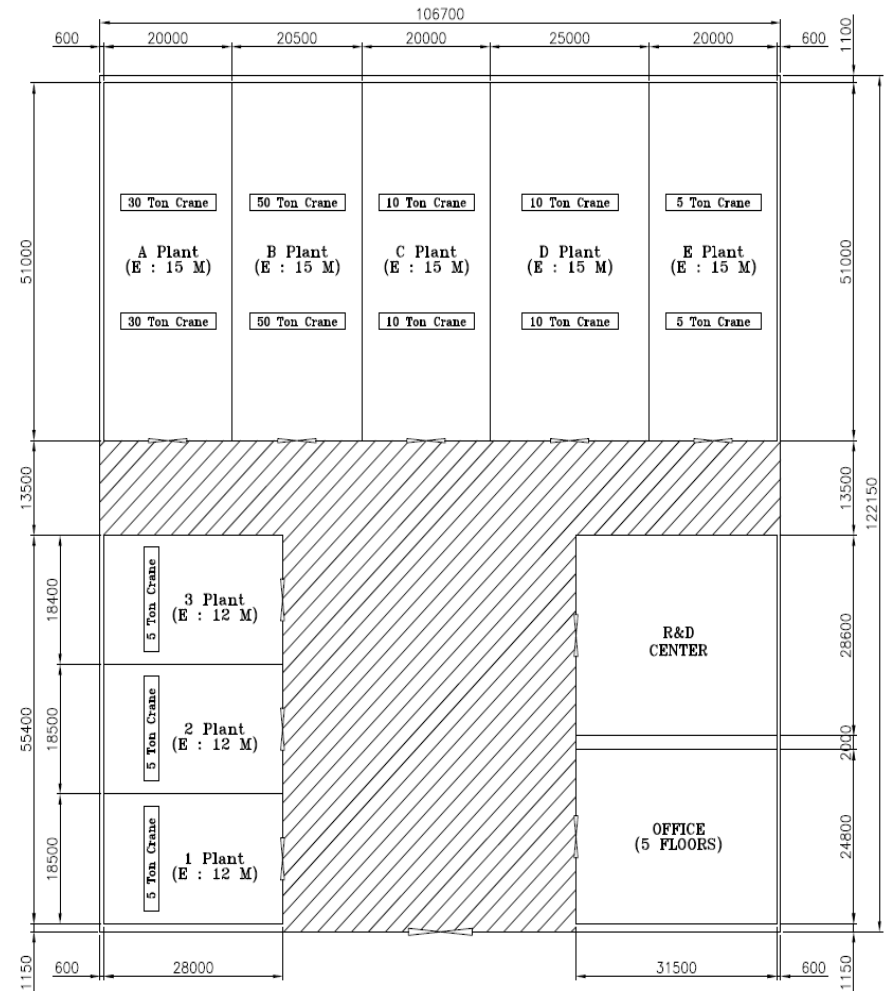 106700
600 20000 20500 20000 25000 20000 600
1100
30 Ton Crane 50 Ton Crane 10 Ton Crane 10 Ton Crane 5 Ton Crane
A Plant B Plant C Plant D Plant E Plant
(E : 15 M) (E : 15 M) (E : 15 M) (E : 15 M) (E : 15 M)
51000 51000
30 Ton Crane 50 Ton Crane 10 Ton Crane 10 Ton Crane 5 Ton Crane
13500 13500
122150
55400
18400
5 Ton Crane
3 Plant
(E : 12 M)
R&D
CENTER
28600
18500
5 Ton Crane
2 Plant
(E : 12 M)
2000
18500
5 Ton Crane
1 Plant
(E : 12 M)
OFFICE
(5 FLOORS)
24800
1150 600 28000 31500 600 1150